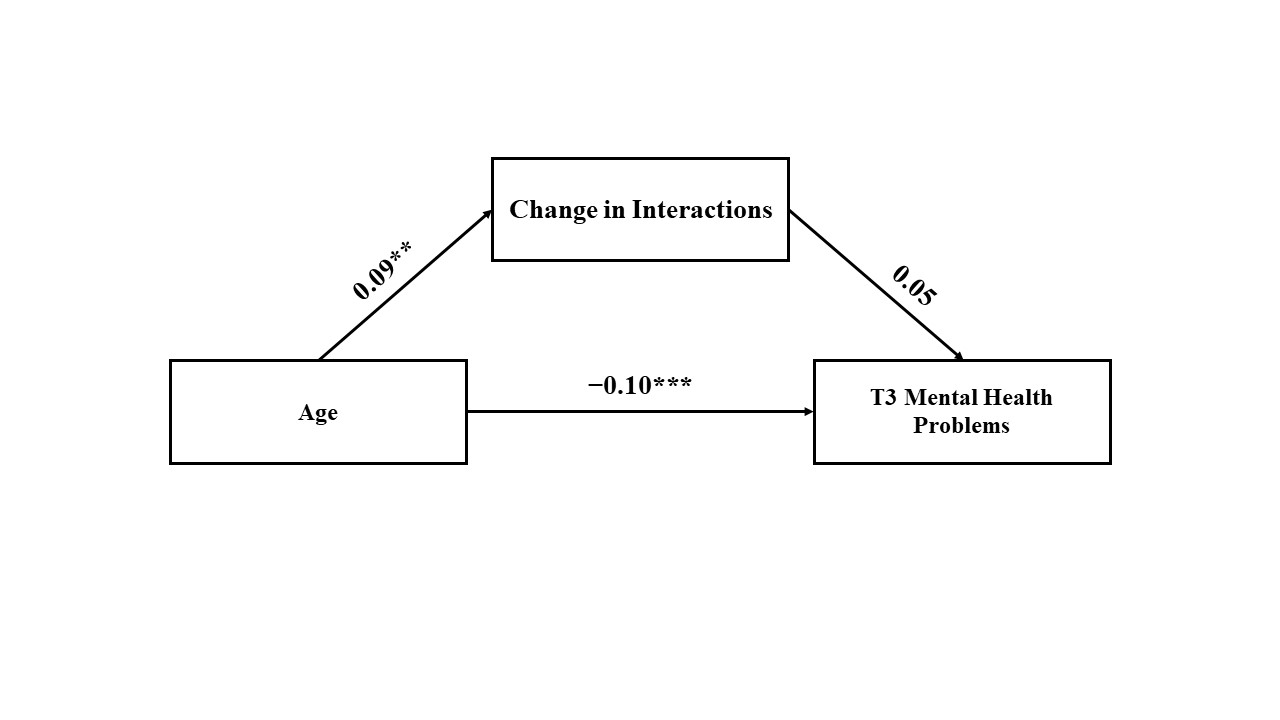 Change in Interactions
0.09**
0.05
−0.10***
Age
T3 Mental Health
Problems